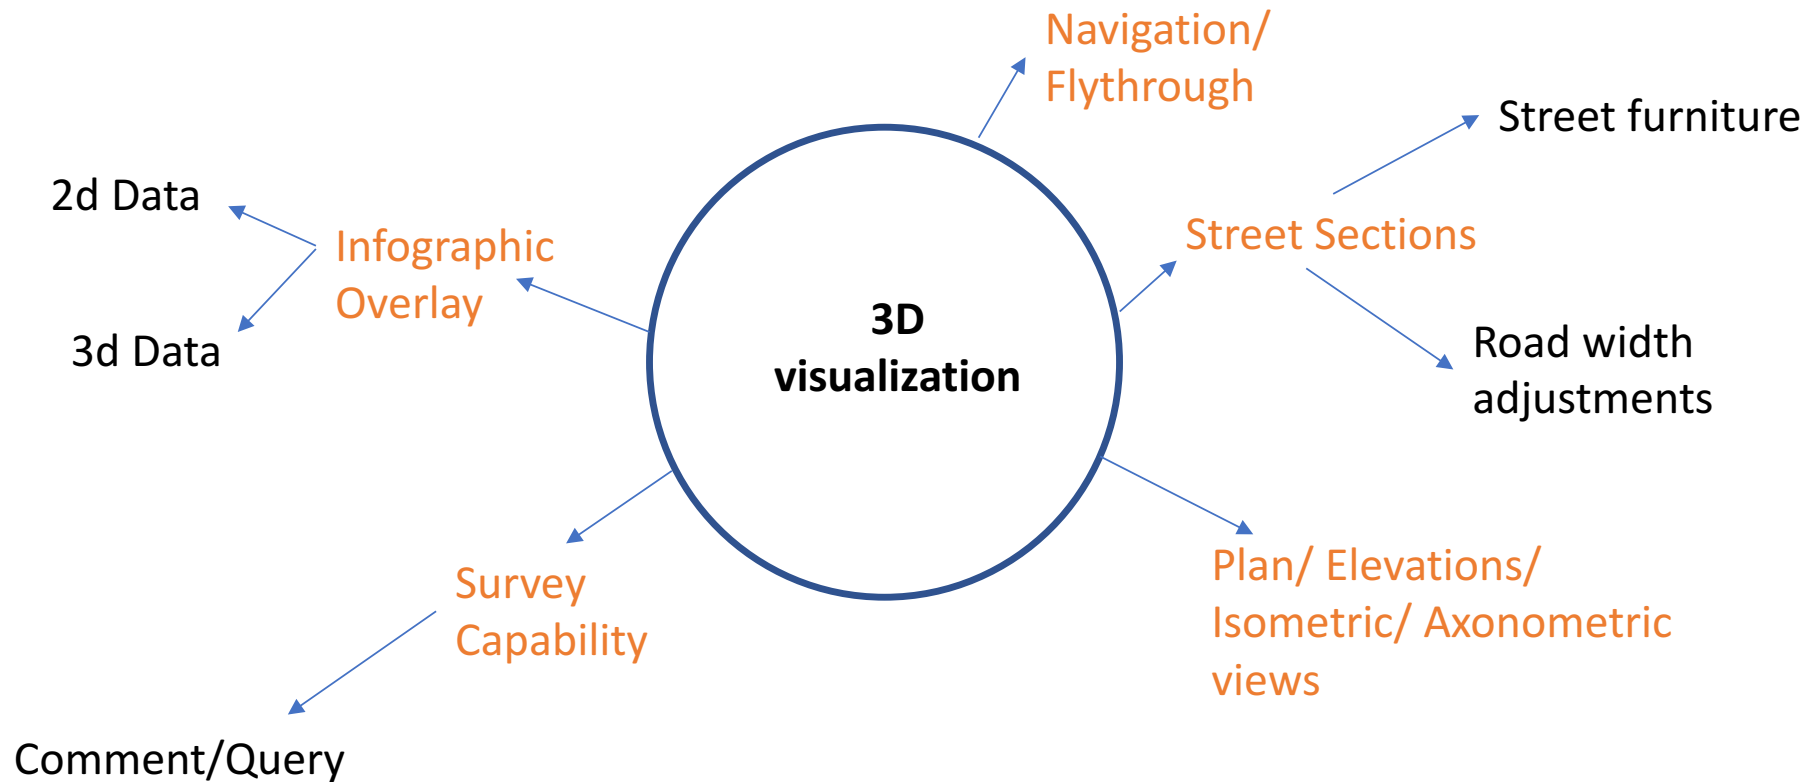 Navigation/
Flythrough
Street furniture
2d Data
Street Sections
Infographic
Overlay
3D
visualization
3d Data
Road width
adjustments
Survey
Capability
Plan/ Elevations/
Isometric/ Axonometric
views
Comment/Query